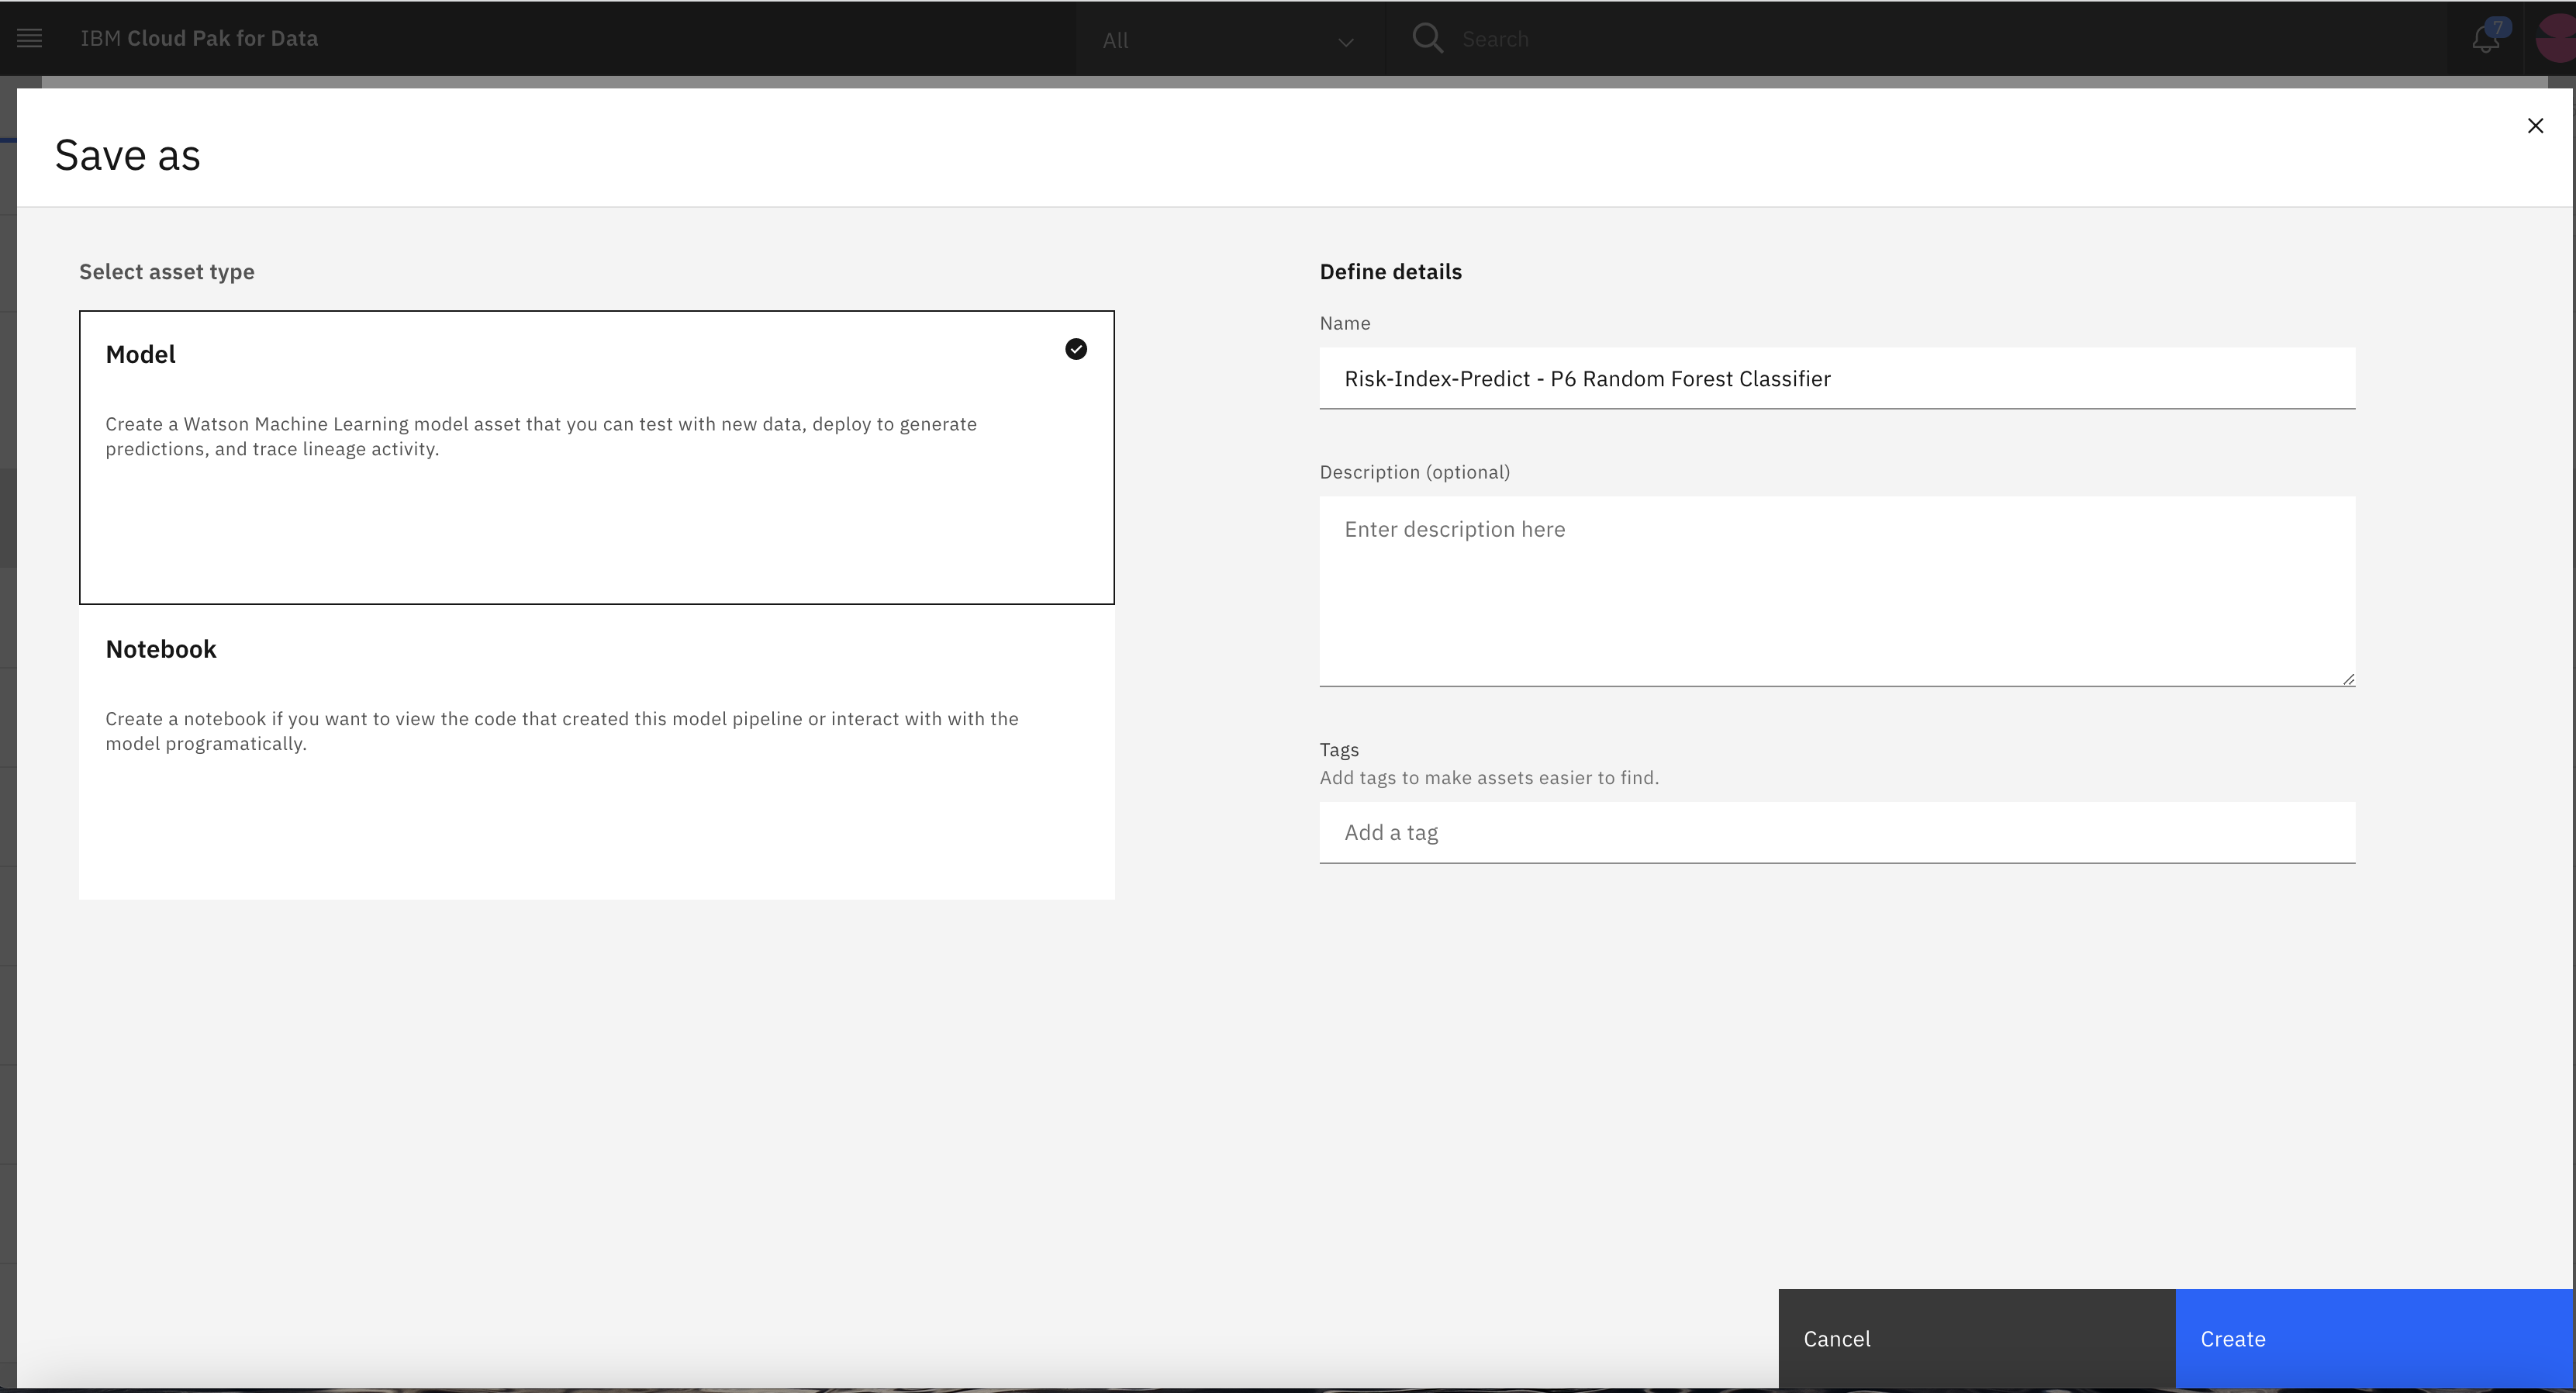 IBM Cloud Pak for Data
All
Search
7
Save as
Select asset type
Model
Create a Watson Machine Learning model asset that you can test with new data, deploy to generate
predictions, and trace lineage activity.
Notebook
Create a notebook if you want to view the code that created this model pipeline or interact with with the
model programatically.
Define details
Name
Risk-Index-Predict - P6 Random Forest Classifier
Description (optional)
Enter description here
Tags
Add tags to make assets easier to find.
Add a tag
Cancel
Create